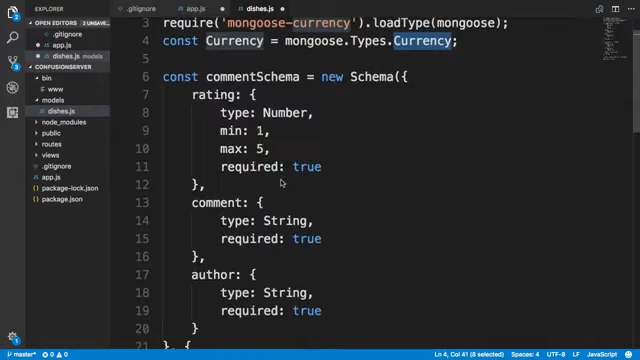 EXPLORER
OPEN EDITORS 2 UNSAVED
.gitignore
app.js
dishes.js models
CONFUSIONSERVER
bin
www
models
dishes.js
node_modules
public
routes
views
.gitignore
app.js
package-lock.json
package.json
.gitignore
app.js
dishes.js
3 require('mongoose-currency').loadType(mongoose);
4 const Currency = mongoose.Types.Currency;
5
6 const commentSchema = new Schema({
7 rating: {
8 type: Number,
9 min: 1,
10 max: 5,
11 required: true
12 },
13 comment: {
14 type: String,
15 required: true
16 },
17 author: {
18 type: String,
19 required: true
20 }
21 }, {
master* 0 0 Ln 4, Col 41 (8 selected) Spaces: 4 UTF-8 LF JavaScript